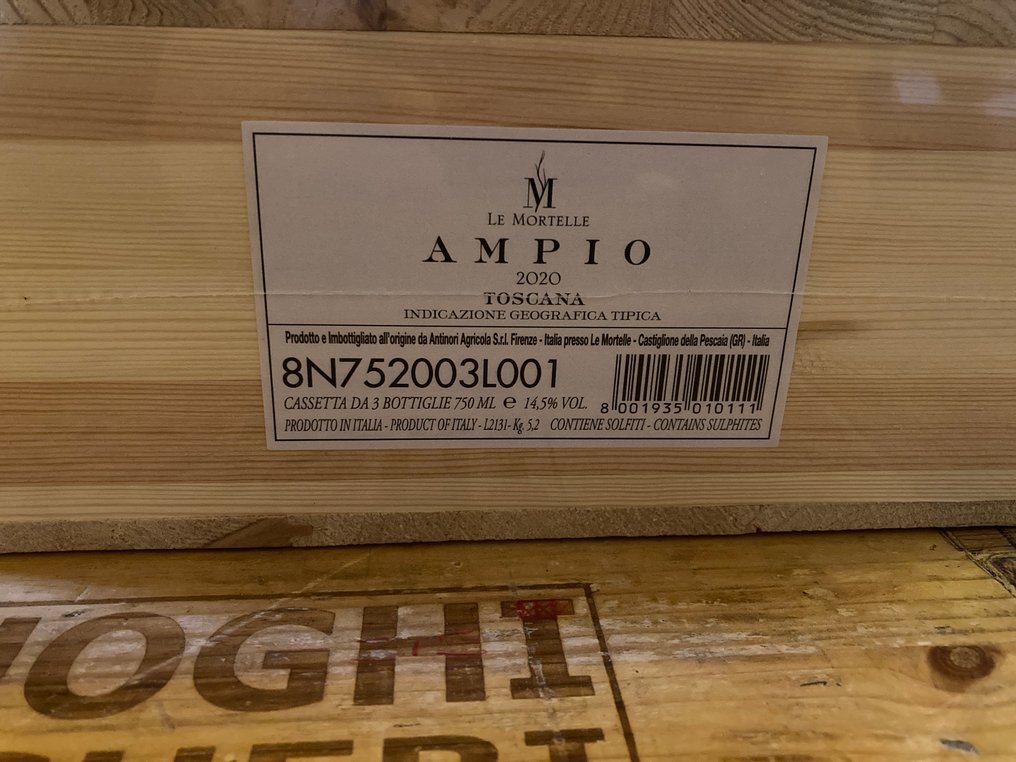 M
LE MORTELLE
AMPIO
2020
TOSCANA
INDICAZIONE GEOGRAFICA TIPICA
Prodotto e Imbottigliato all'origine da Antinori Agricola S.r.l. Firenze - Italia presso Le Mortelle - Castiglione della Pescaia (GR) - Italia
8N752003L001
CASSETTA DA 3 BOTTIGLIE 750 ML e 14,5% VOL.
8 001935 010111
PRODOTTO IN ITALIA - PRODUCT OF ITALY - L2131- Kg. 5,2 CONTIENE SOLFITI - CONTAINS SULPHITES
OGHI